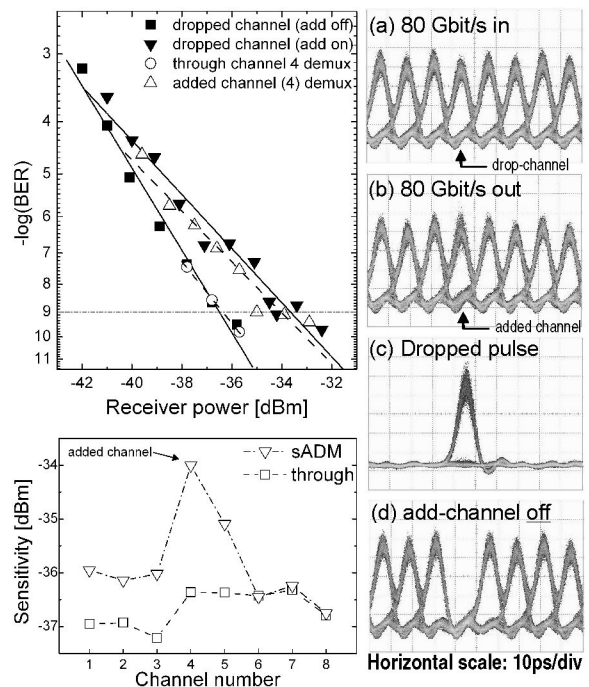 dropped channel (add off)
dropped channel (add on)
through channel 4 demux
added channel (4) demux
-log(BER)
3
4
5
6
7
8
9
10
11
-42
-40
-38
-36
-34
-32
Receiver power [dBm]
added channel
sADM
through
Sensitivity [dBm]
-34
-35
-36
-37
1
2
3
4
5
6
7
8
Channel number
(a) 80 Gbit/s in
drop-channel
(b) 80 Gbit/s out
added channel
(c) Dropped pulse
(d) add-channel off
Horizontal scale: 10ps/div